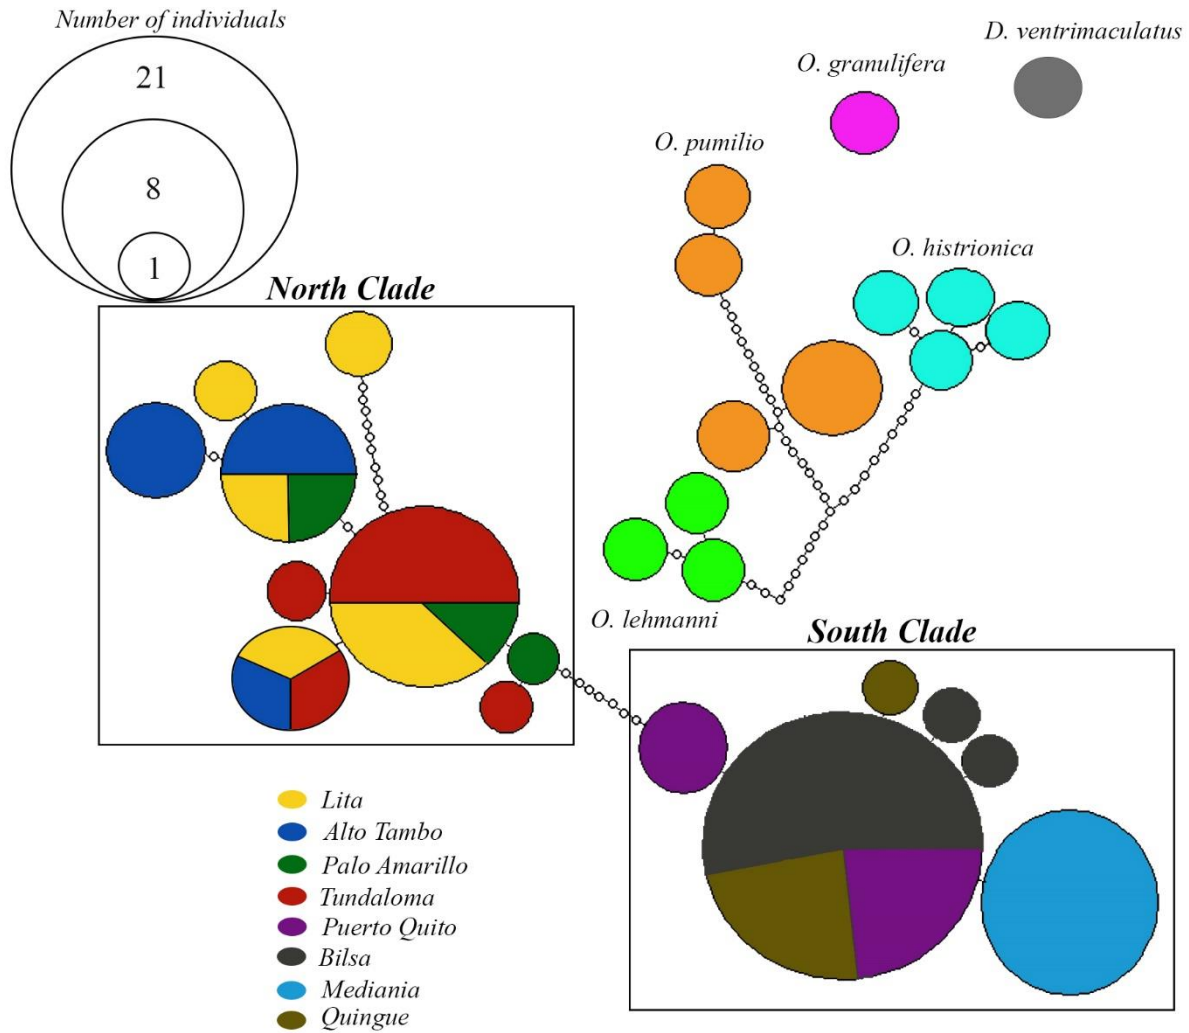 Number of individuals
21
8
1
D. ventrimaculatus
O. granulifera
O. pumilio
O. histrionica
North Clade
O. lehmanni
South Clade
Lita
Alto Tambo
Palo Amarillo
Tundaloma
Puerto Quito
Bilsa
Mediania
Quingue